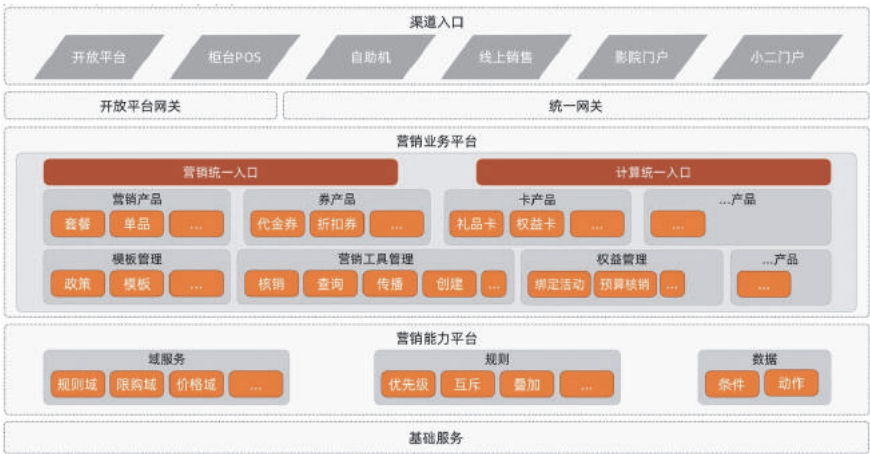 渠道入口
开放平台 柜台POS 自助机 线上销售 影院门户 小二门户
开放平台网关 统一网关
营销业务平台
营销统一入口 计算统一入口
营销产品 券产品 卡产品 ...产品
套餐 单品 ... 代金券 折扣券 ... 礼品卡 权益卡 ... ...
模板管理 营销工具管理 权益管理 ...产品
政策 模板 ... 核销 查询 传播 创建 ... 绑定活动 预算核销 ... ...
营销能力平台
域服务 规则 数据
规则域 限购域 价格域 ... 优先级 互斥 叠加 ... 条件 动作
基础服务